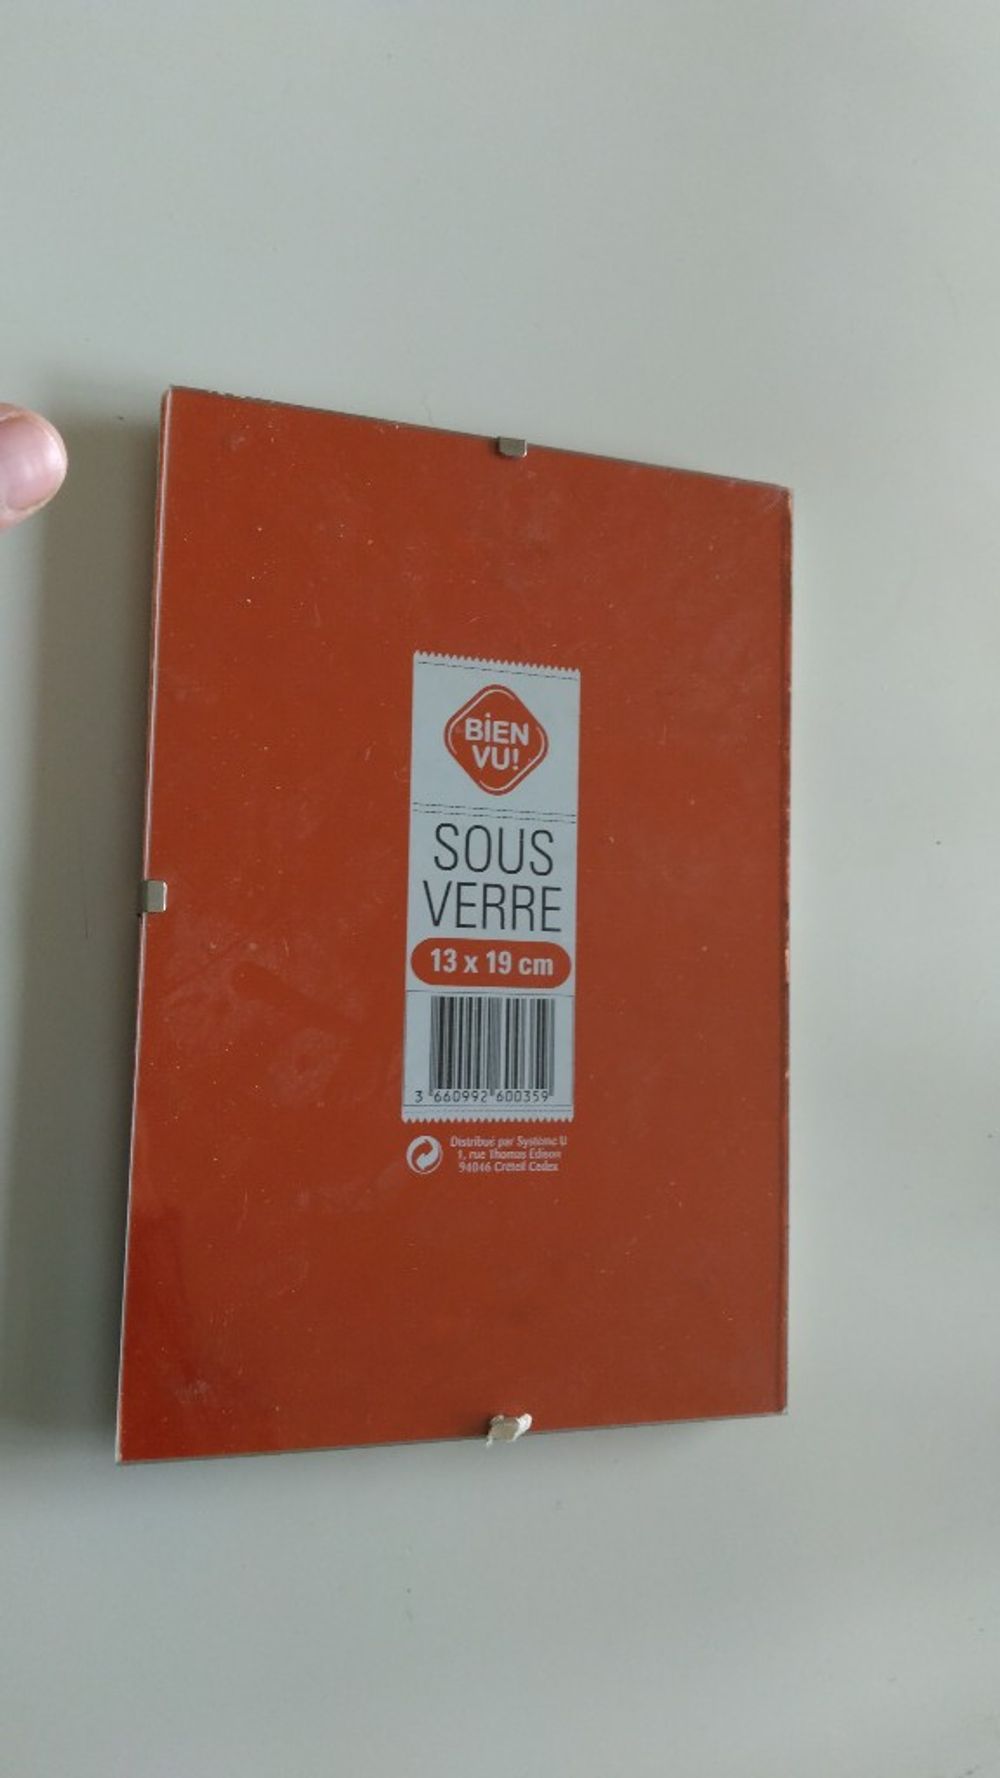 BiEN
VU!
SOUS
VERRE
13 x 19 cm
3 660992 600359
Distribué par Système U
1, rue Thomas Edison
94046 Créteil Cedex